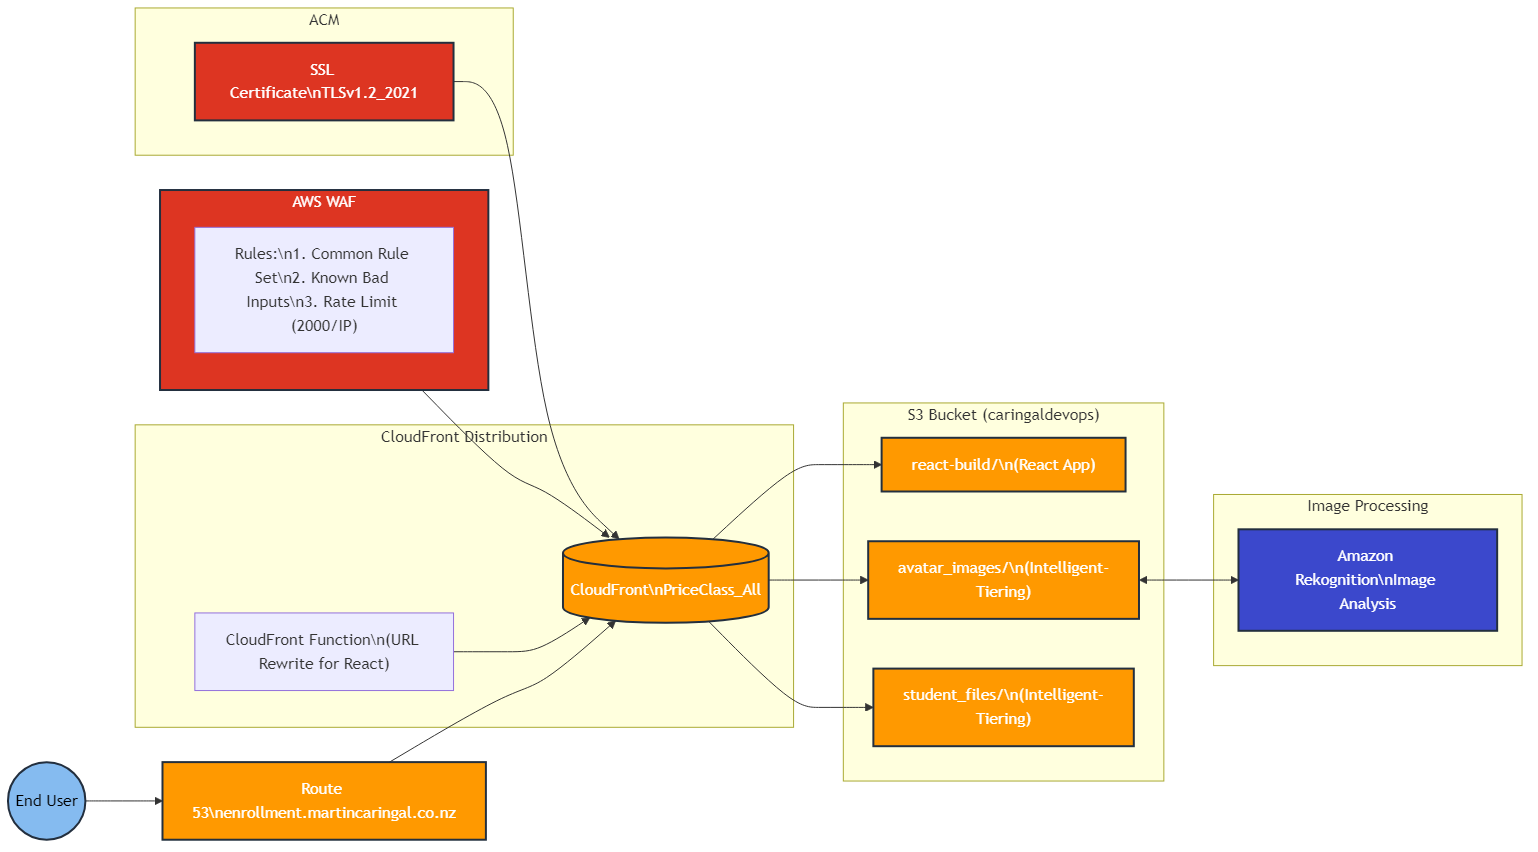 ACM
SSL
Certificate\nTLSv1.2_2021
AWS WAF
Rules:\n1. Common Rule
Set\n2. Known Bad
Inputs\n3. Rate Limit
(2000/IP)
CloudFront Distribution
CloudFront\nPriceClass_All
CloudFront Function\n(URL
Rewrite for React)
End User
Route
53\nenrollment.martincaringal.co.nz
S3 Bucket (caringaldevops)
react-build/\n(React App)
avatar_images/\n(Intelligent-
Tiering)
student_files/\n(Intelligent-
Tiering)
Image Processing
Amazon
Rekognition\nImage
Analysis